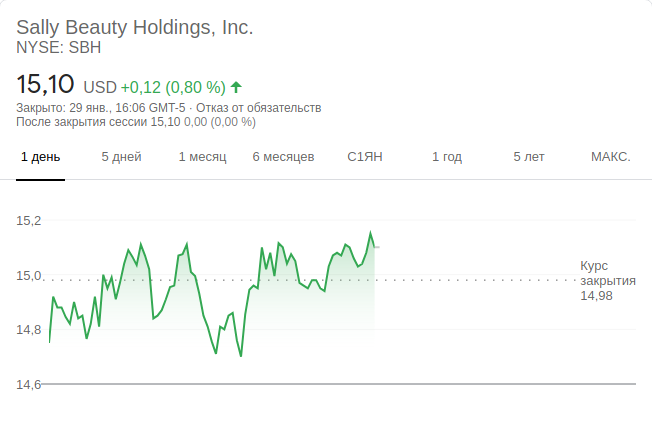 Sally Beauty Holdings, Inc.
NYSE: SBH
15,10 USD +0,12 (0,80 %)
Закрыто: 29 янв., 16:06 GMT-5 · Отказ от обязательств
После закрытия сессии 15,10 0,00 (0,00 %)
1 день 5 дней 1 месяц 6 месяцев С1ЯН 1 год 5 лет МАКС.
15,2
15,0
14,8
14,6
Курс
закрытия
14,98